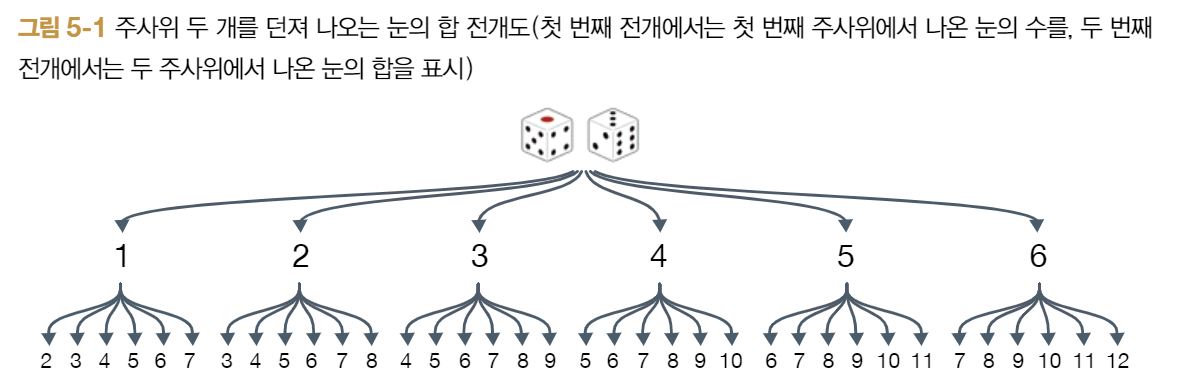 그림 5-1 주사위 두 개를 던져 나오는 눈의 합 전개도(첫 번째 전개에서는 첫 번째 주사위에서 나온 눈의 수를, 두 번째
전개에서는 두 주사위에서 나온 눈의 합을 표시)
1 2 3 4 5 6
2 3 4 5 6 7 3 4 5 6 7 8 4 5 6 7 8 9 5 6 7 8 9 10 6 7 8 9 10 11 7 8 9 10 11 12